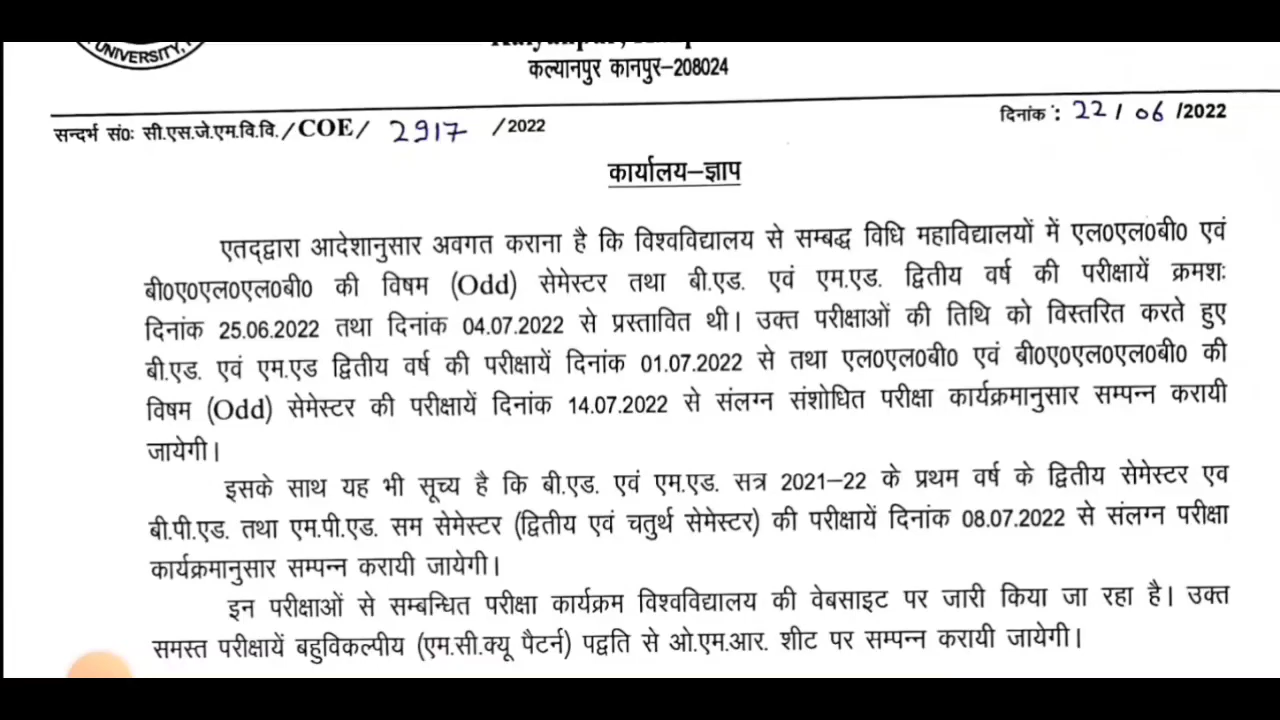 UNIVERSITY,
कल्यानपुर कानपुर-208024
सन्दर्भ सं0: सी.एस.जे.एम.वि.वि./COE/ 2917 /2022
दिनांक : 22 / 06 /2022
कार्यालय-ज्ञाप
एतद्द्वारा आदेशानुसार अवगत कराना है कि विश्वविद्यालय से सम्बद्ध विधि महाविद्यालयों में एल0एल0बी0 एवं
बी0ए0एल0एल0बी0 की विषम (Odd) सेमेस्टर तथा बी.एड. एवं एम.एड. द्वितीय वर्ष की परीक्षायें क्रमशः
दिनांक 25.06.2022 तथा दिनांक 04.07.2022 से प्रस्तावित थी। उक्त परीक्षाओं की तिथि को विस्तरित करते हुए
बी.एड. एवं एम.एड द्वितीय वर्ष की परीक्षायें दिनांक 01.07.2022 से तथा एल0एल0बी0 एवं बी0ए0एल0एल0बी0 की
विषम (Odd) सेमेस्टर की परीक्षायें दिनांक 14.07.2022 से संलग्न संशोधित परीक्षा कार्यक्रमानुसार सम्पन्न करायी
जायेगी।
इसके साथ यह भी सूच्य है कि बी.एड. एवं एम.एड. सत्र 2021-22 के प्रथम वर्ष के द्वितीय सेमेस्टर एव
बी.पी.एड. तथा एम.पी.एड. सम सेमेस्टर (द्वितीय एवं चतुर्थ सेमेस्टर) की परीक्षायें दिनांक 08.07.2022 से संलग्न परीक्षा
कार्यक्रमानुसार सम्पन्न करायी जायेगी।
इन परीक्षाओं से सम्बन्धित परीक्षा कार्यक्रम विश्वविद्यालय की वेबसाइट पर जारी किया जा रहा है। उक्त
समस्त परीक्षायें बहुविकल्पीय (एम.सी.क्यू पैटर्न) पद्वति से ओ.एम.आर. शीट पर सम्पन्न करायी जायेगी।